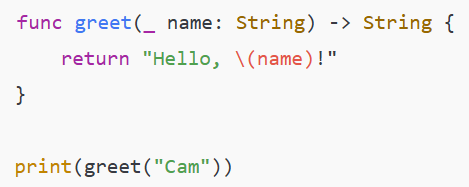 func greet(_ name: String) -> String {
    return "Hello, \(name)!"
}

print(greet("Cam"))